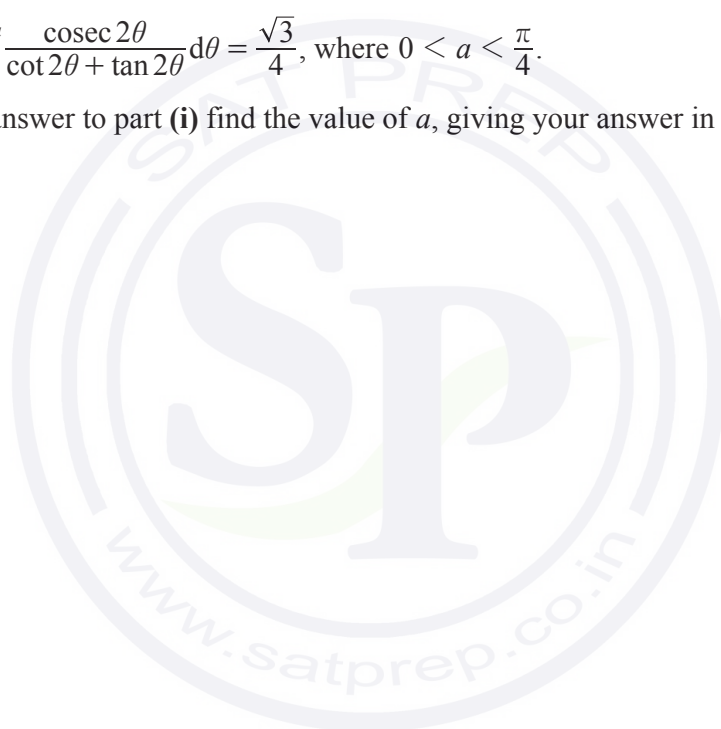 cosec 2θ / cot 2θ + tan 2θ dθ = √3 / 4, where 0 < a < π / 4.
nswer to part (i) find the value of a, giving your answer in
SAT PREP
SP
www.satprep.co.in